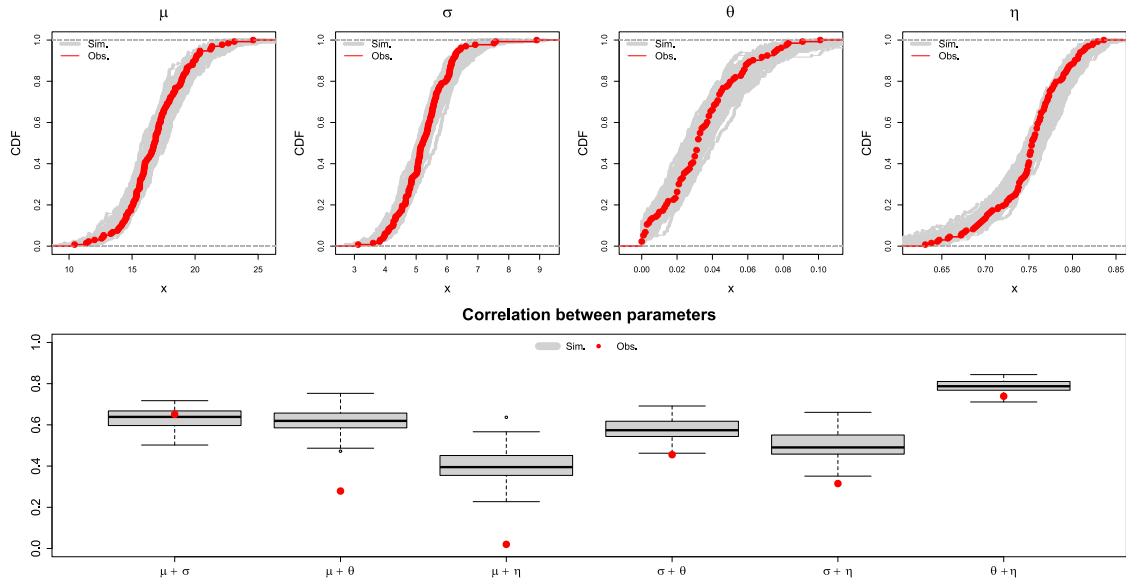 μ
Sim.
Obs.
CDF
0.0 0.2 0.4 0.6 0.8 1.0
10 15 20 25
x
σ
Sim.
Obs.
CDF
0.0 0.2 0.4 0.6 0.8 1.0
3 4 5 6 7 8 9
x
θ
Sim.
Obs.
CDF
0.0 0.2 0.4 0.6 0.8 1.0
0.00 0.02 0.04 0.06 0.08 0.10
x
η
Sim.
Obs.
CDF
0.0 0.2 0.4 0.6 0.8 1.0
0.65 0.70 0.75 0.80 0.85
x
Correlation between parameters
Sim. Obs.
0.0 0.2 0.4 0.6 0.8 1.0
μ + σ μ + θ μ + η σ + θ σ + η θ + η